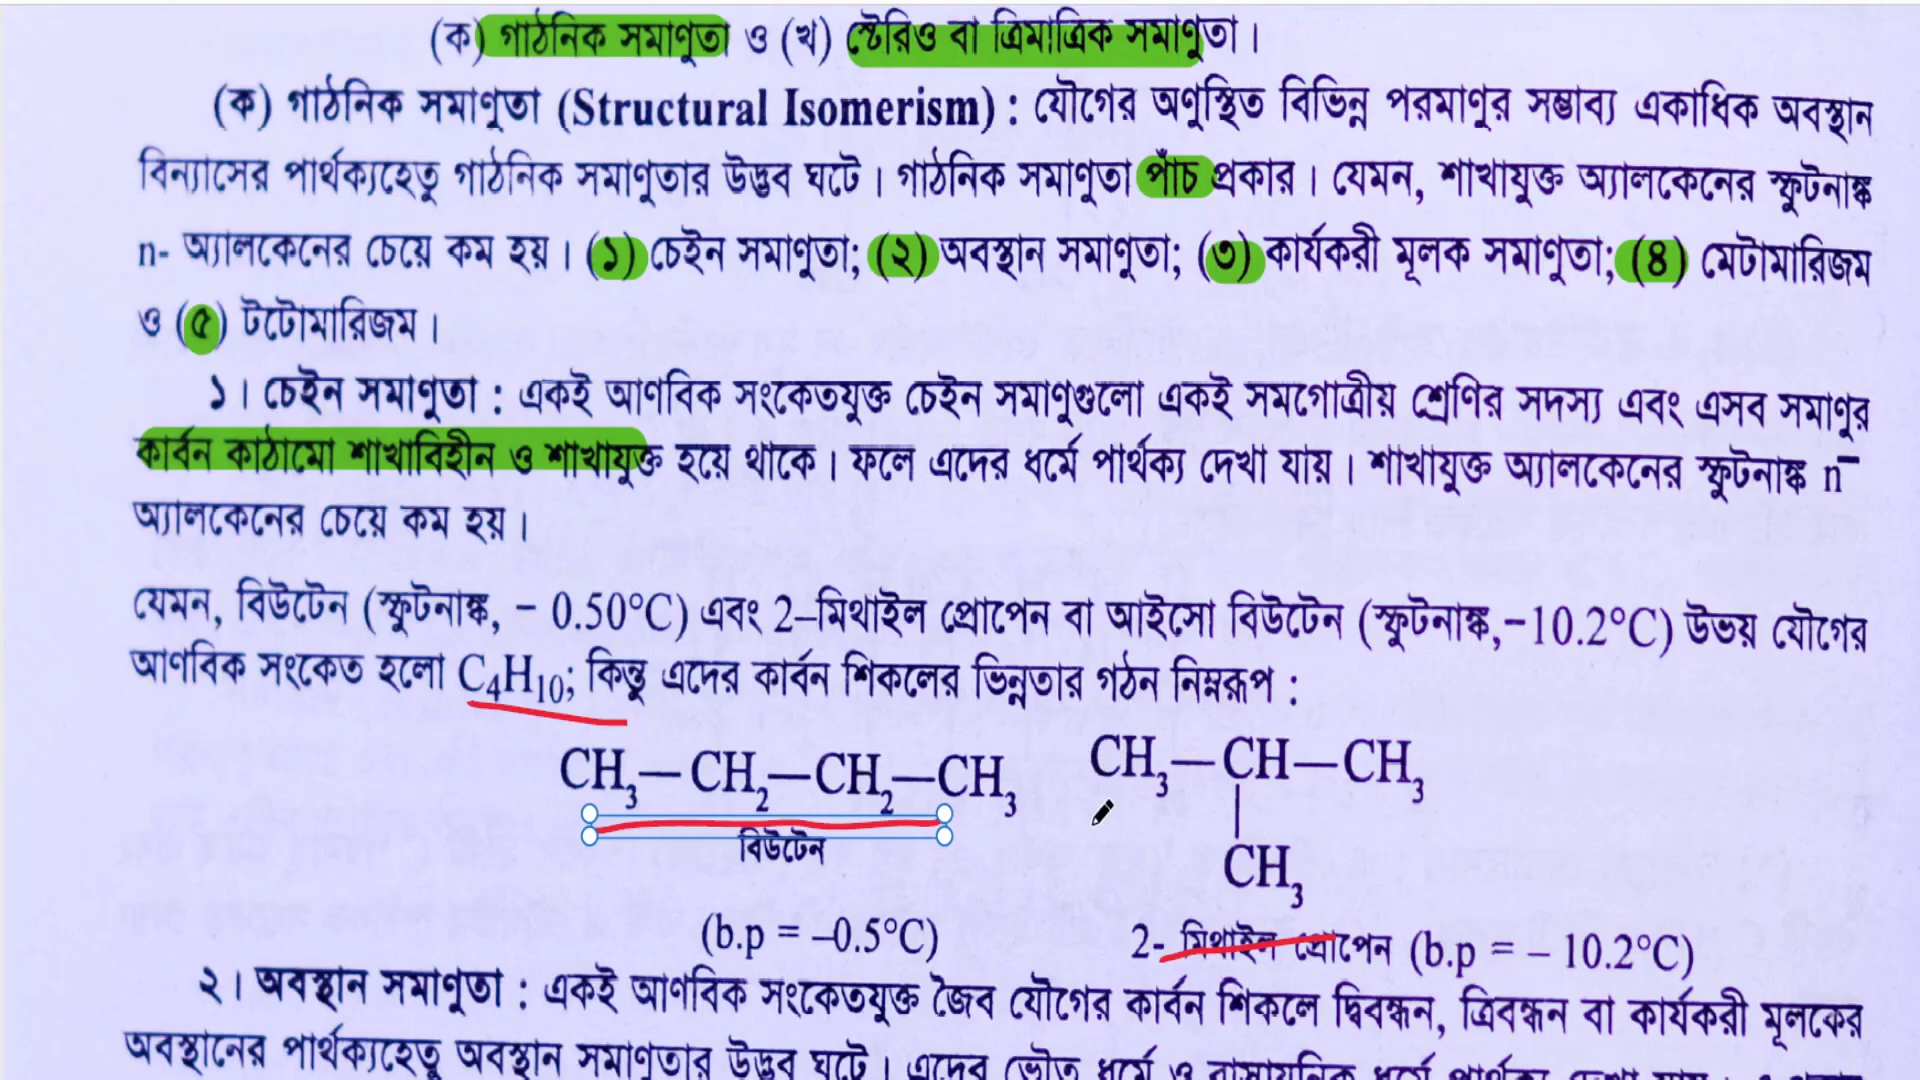 (ক) গাঠনিক সমাণুতা ও (খ) স্টেরিও বা ত্রিমাত্রিক সমাণুতা।
(ক) গাঠনিক সমাণুতা (Structural Isomerism) : যৌগের অণুস্থিত বিভিন্ন পরমাণুর সম্ভাব্য একাধিক অবস্থান
বিন্যাসের পার্থক্যহেতু গাঠনিক সমাণুতার উদ্ভব ঘটে। গাঠনিক সমাণুতা পাঁচ প্রকার। যেমন, শাখাযুক্ত অ্যালকেনের স্ফুটনাঙ্ক
n- অ্যালকেনের চেয়ে কম হয়। (১) চেইন সমাণুতা; (২) অবস্থান সমাণুতা; (৩) কার্যকরী মূলক সমাণুতা; (৪) মেটামারিজম
ও (৫) টটোমারিজম।
১। চেইন সমাণুতা : একই আণবিক সংকেতযুক্ত চেইন সমাণুগুলো একই সমগোত্রীয় শ্রেণির সদস্য এবং এসব সমাণুর
কার্বন কাঠামো শাখাবিহীন ও শাখাযুক্ত হয়ে থাকে। ফলে এদের ধর্মে পার্থক্য দেখা যায়। শাখাযুক্ত অ্যালকেনের স্ফুটনাঙ্ক n-
অ্যালকেনের চেয়ে কম হয়।
যেমন, বিউটেন (স্ফুটনাঙ্ক, – 0.50°C) এবং 2–মিথাইল প্রোপেন বা আইসো বিউটেন (স্ফুটনাঙ্ক,–10.2°C) উভয় যৌগের
আণবিক সংকেত হলো C₄H₁₀; কিন্তু এদের কার্বন শিকলের ভিন্নতার গঠন নিম্নরূপ :
CH₃—CH₂—CH₂—CH₃ CH₃—CH—CH₃
|
বিউটেন CH₃
(b.p = –0.5°C) 2- মিথাইল প্রোপেন (b.p = – 10.2°C)
২। অবস্থান সমাণুতা : একই আণবিক সংকেতযুক্ত জৈব যৌগের কার্বন শিকলে দ্বিবন্ধন, ত্রিবন্ধন বা কার্যকরী মূলকের
অবস্থানের পার্থক্যহেতু অবস্থান সমাণুতার উদ্ভব ঘটে। এদের ভৌত ধর্মে ও রাসায়নিক ধর্মে পার্থক্য দেখা যায়।